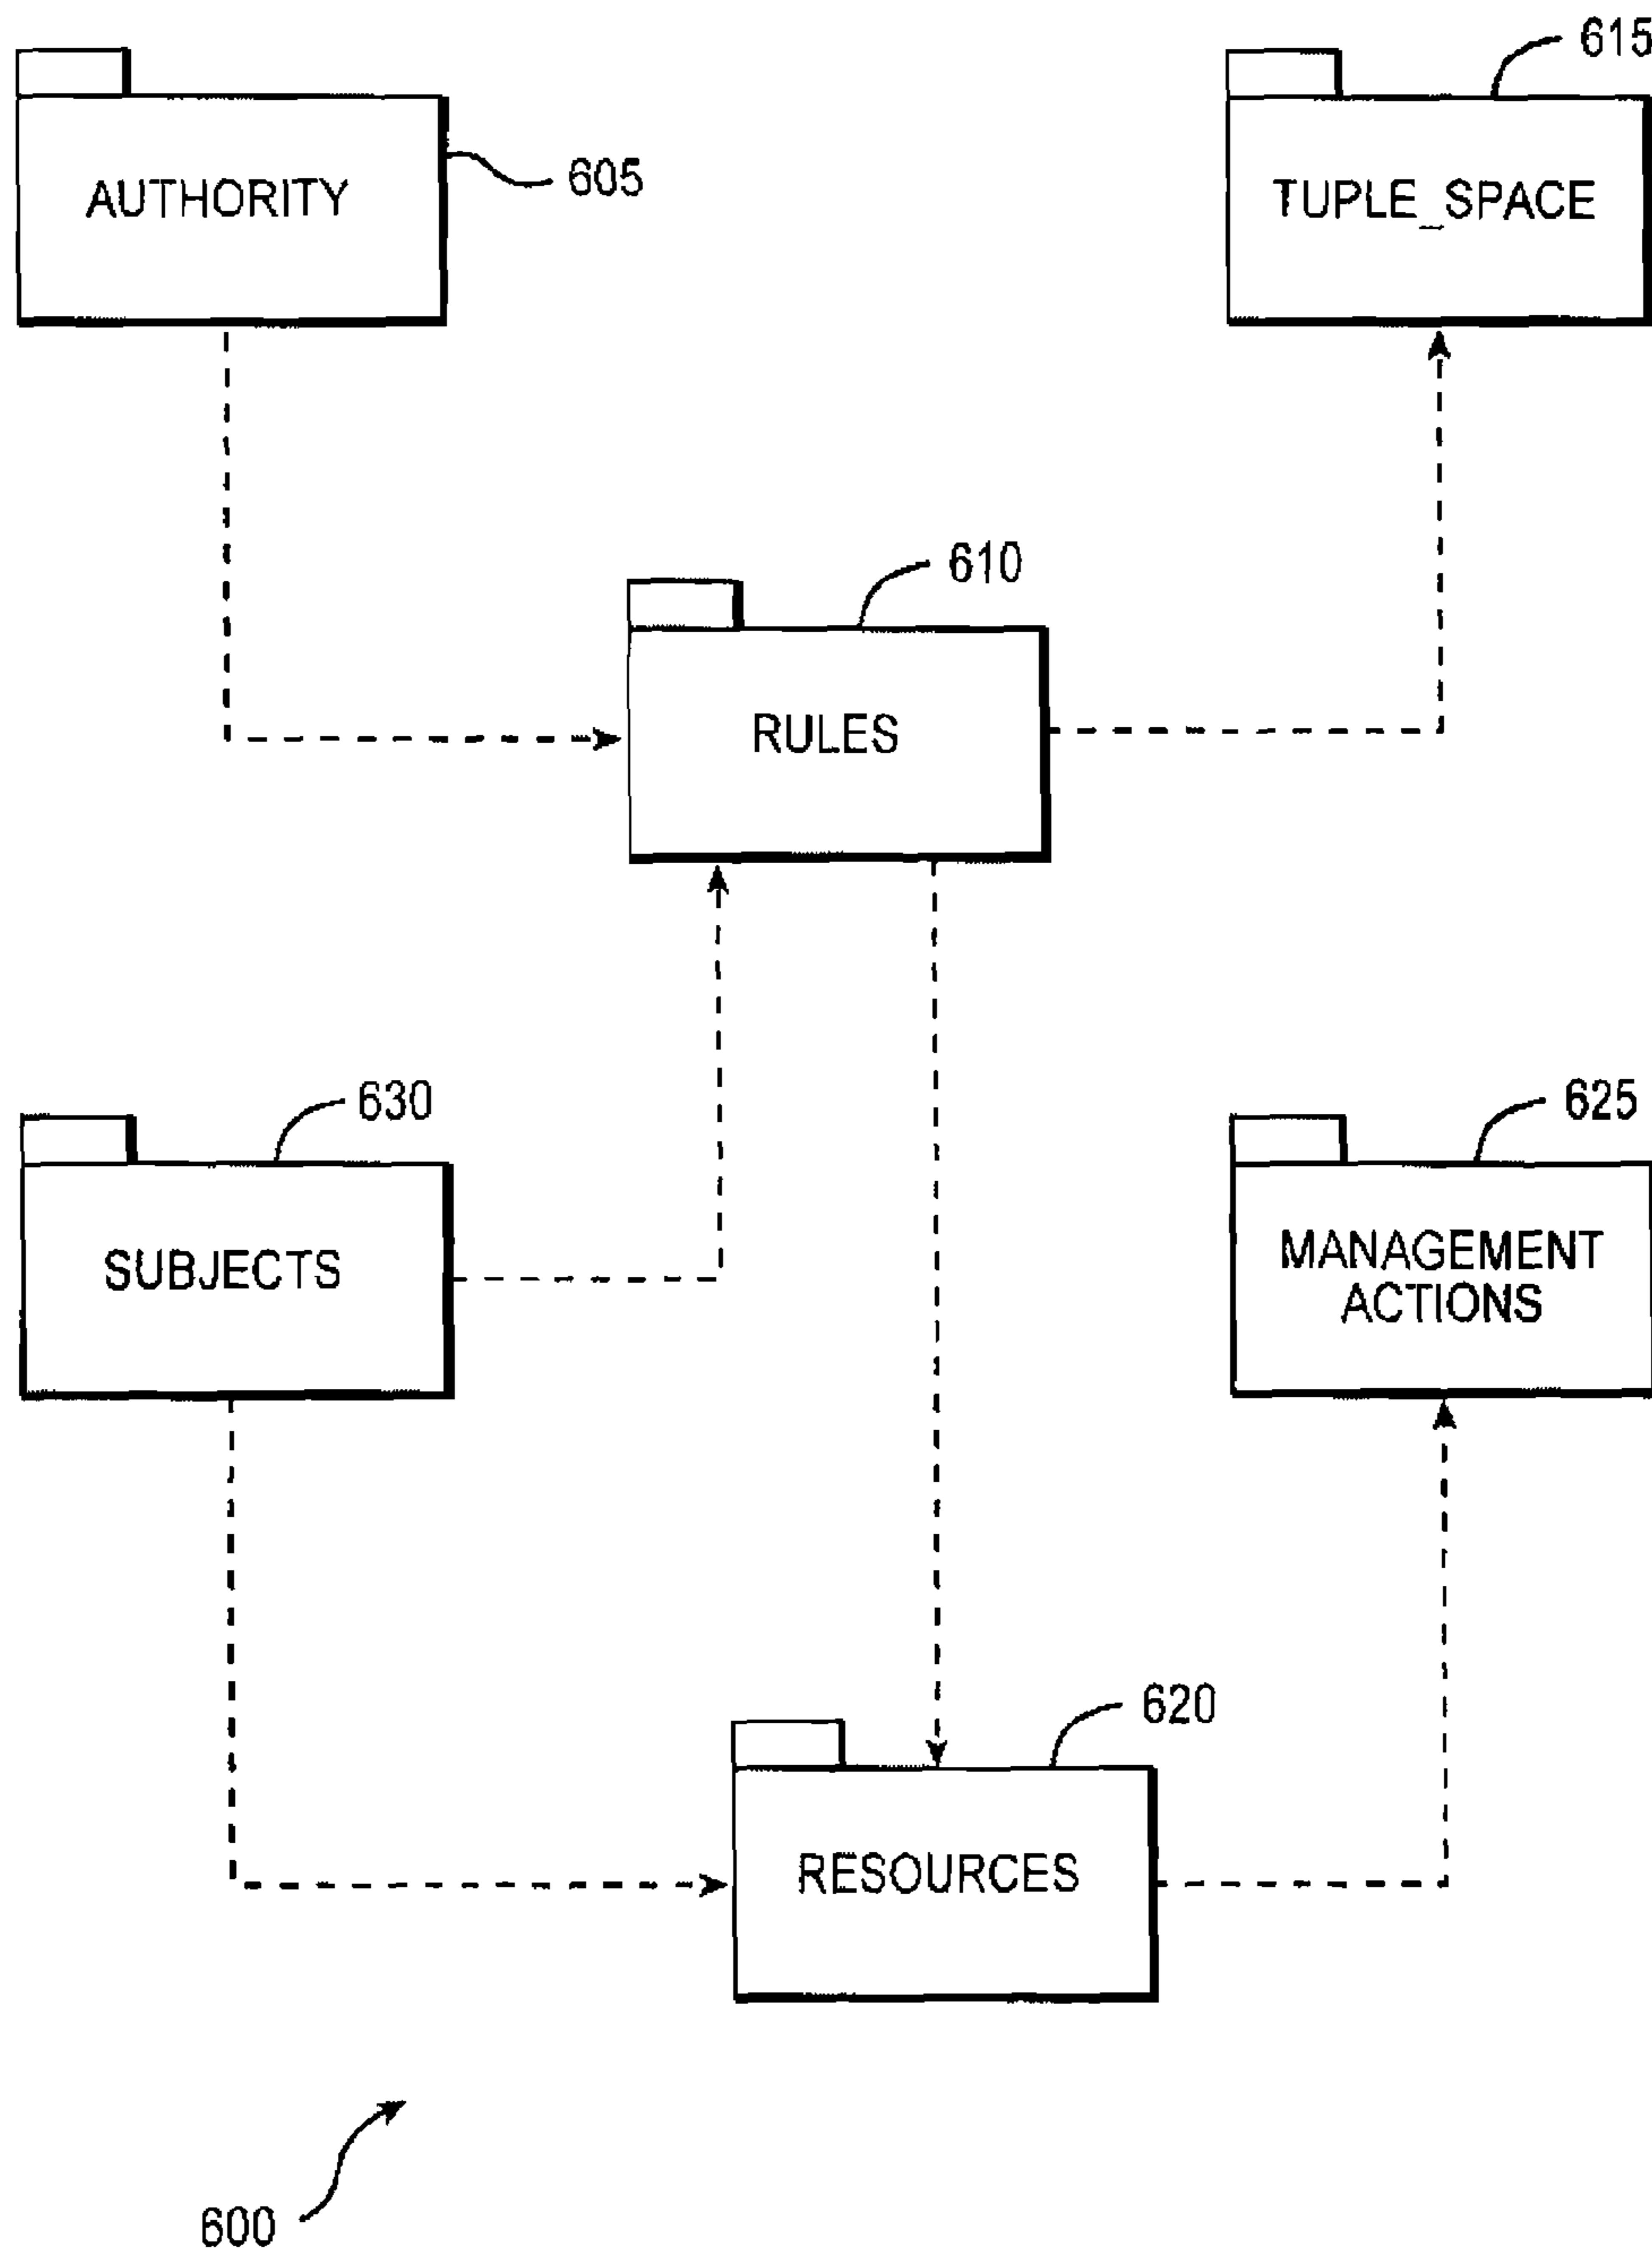 615
AUTHORITY
605
TUPLE_SPACE
610
RULES
630
625
SUBJECTS
MANAGEMENT
ACTIONS
620
RESOURCES
600